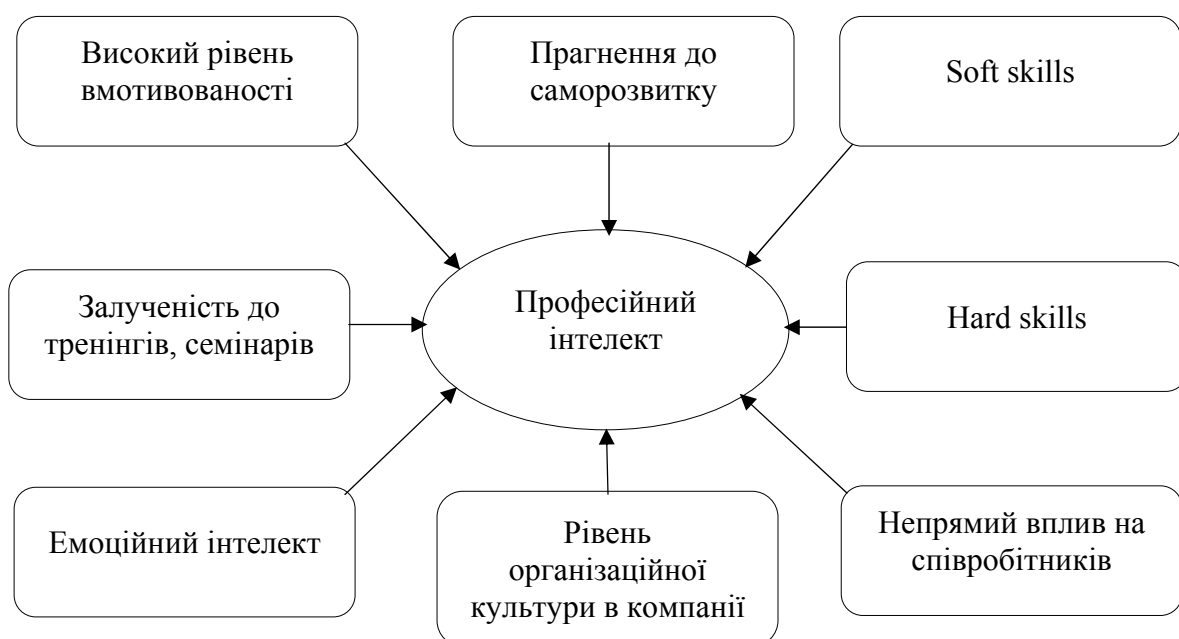 Високий рівень
вмотивованості
Прагнення до
саморозвитку
Soft skills
Залученість до
тренінгів, семінарів
Професійний
інтелект
Hard skills
Емоційний інтелект
Рівень
організаційної
культури в компанії
Непрямий вплив на
співробітників